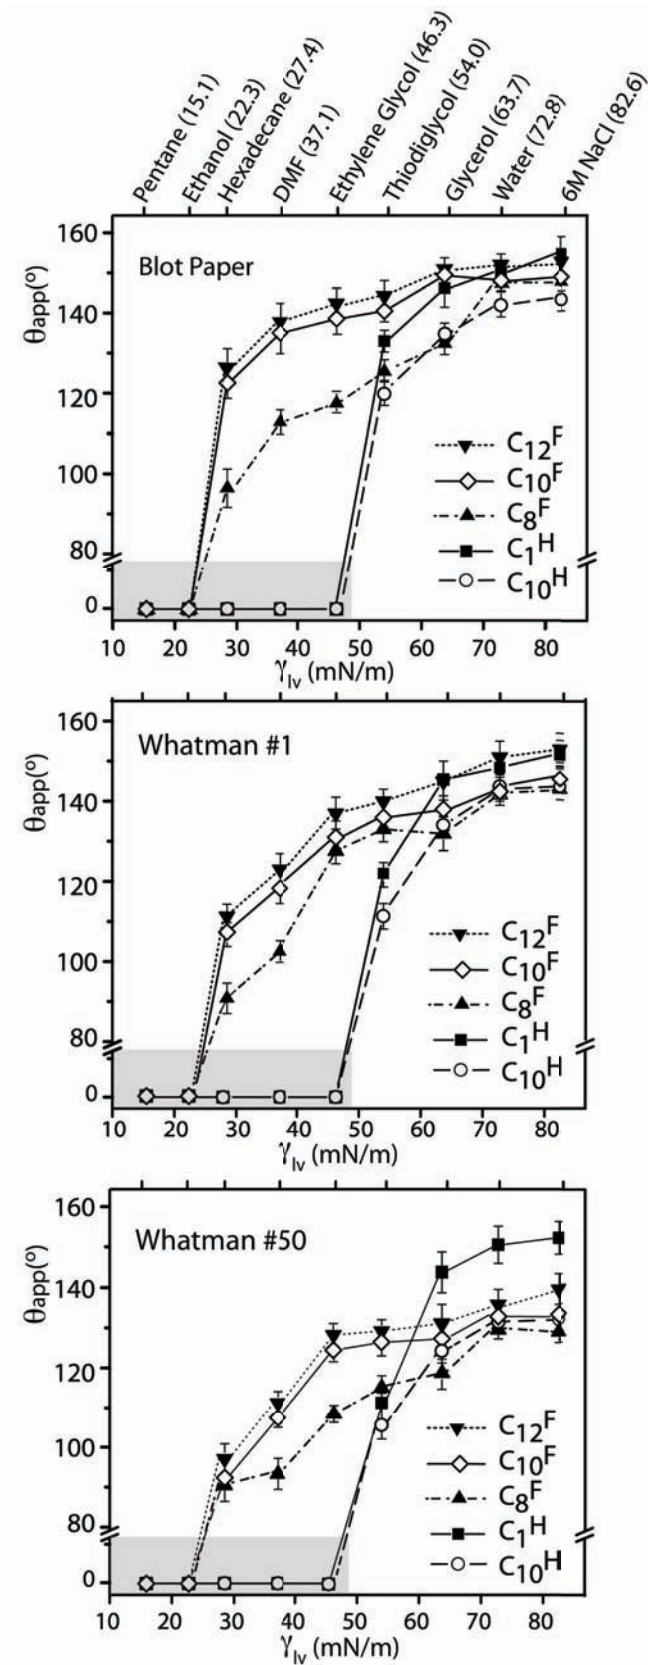 Pentane (15.1)
Ethanol (22.3)
Hexadecane (27.4)
DMF (37.1)
Ethylene Glycol (46.3)
Thiodiglycol (54.0)
Glycerol (63.7)
Water (72.8)
6M NaCl (82.6)
Blot Paper
θapp(º)
160
140
120
100
80
0
C12F
C10F
C8F
C1H
C10H
10 20 30 40 50 60 70 80
γlv (mN/m)
Whatman #1
θapp(º)
160
140
120
100
80
0
C12F
C10F
C8F
C1H
C10H
10 20 30 40 50 60 70 80
γlv (mN/m)
Whatman #50
θapp(º)
160
140
120
100
80
0
C12F
C10F
C8F
C1H
C10H
10 20 30 40 50 60 70 80
γlv (mN/m)